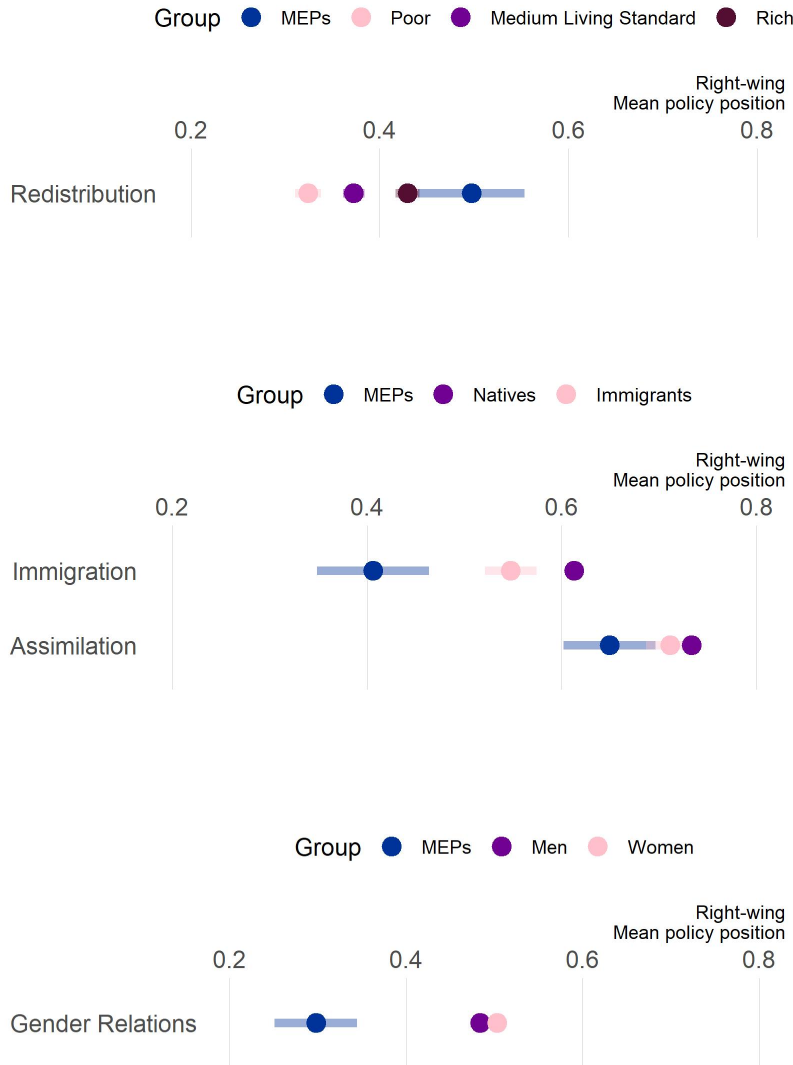 Group MEPs Poor Medium Living Standard Rich
Right-wing
Mean policy position
0.2 0.4 0.6 0.8
Redistribution
Group MEPs Natives Immigrants
Right-wing
Mean policy position
0.2 0.4 0.6 0.8
Immigration
Assimilation
Group MEPs Men Women
Right-wing
Mean policy position
0.2 0.4 0.6 0.8
Gender Relations